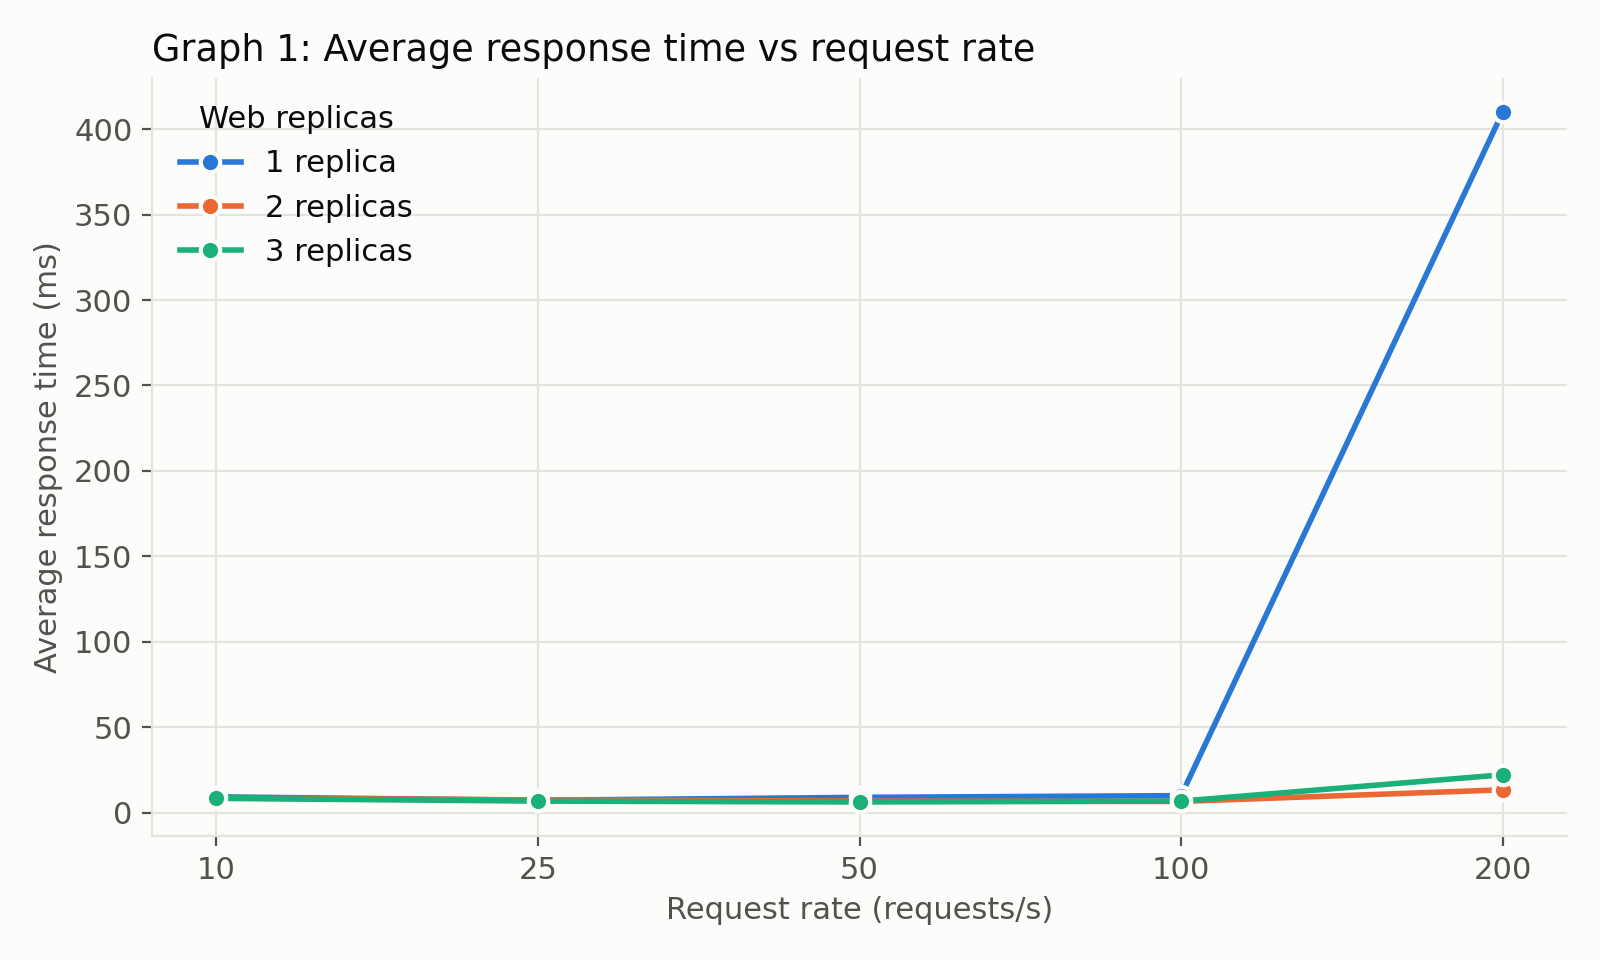 Graph 1: Average response time vs request rate
Web replicas
1 replica
2 replicas
3 replicas
Average response time (ms)
400
350
300
250
200
150
100
50
0
10 25 50 100 200
Request rate (requests/s)